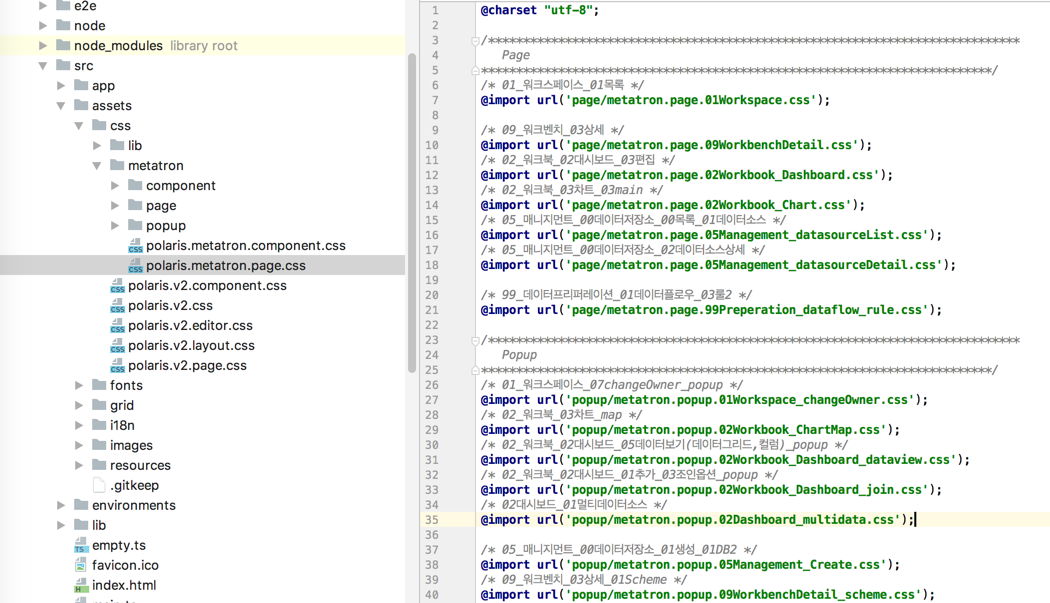 e2e
node
node_modules library root
src
app
assets
css
lib
metatron
component
page
popup
polaris.metatron.component.css
polaris.metatron.page.css
polaris.v2.component.css
polaris.v2.css
polaris.v2.editor.css
polaris.v2.layout.css
polaris.v2.page.css
fonts
grid
i18n
images
resources
.gitkeep
environments
lib
empty.ts
favicon.ico
index.html
1 @charset "utf-8";
2
3 /****************************************************************************
4 Page
5 *************************************************************************/
6 /* 01_워크스페이스_01목록 */
7 @import url('page/metatron.page.01Workspace.css');
8
9 /* 09_워크벤치_03상세 */
10 @import url('page/metatron.page.09WorkbenchDetail.css');
11 /* 02_워크북_02대시보드_03편집 */
12 @import url('page/metatron.page.02Workbook_Dashboard.css');
13 /* 02_워크북_03차트_03main */
14 @import url('page/metatron.page.02Workbook_Chart.css');
15 /* 05_매니지먼트_00데이터저장소_00목록_01데이터소스 */
16 @import url('page/metatron.page.05Management_datasourceList.css');
17 /* 05_매니지먼트_00데이터저장소_02데이터소스상세 */
18 @import url('page/metatron.page.05Management_datasourceDetail.css');
19
20 /* 99_데이터프리퍼레이션_01데이터플로우_03룰2 */
21 @import url('page/metatron.page.99Preperation_dataflow_rule.css');
22
23 /****************************************************************************
24 Popup
25 *************************************************************************/
26 /* 01_워크스페이스_07changeOwner_popup */
27 @import url('popup/metatron.popup.01Workspace_changeOwner.css');
28 /* 02_워크북_03차트_map */
29 @import url('popup/metatron.popup.02Workbook_ChartMap.css');
30 /* 02_워크북_02대시보드_05데이터보기(데이터그리드,컬럼)_popup */
31 @import url('popup/metatron.popup.02Workbook_Dashboard_dataview.css');
32 /* 02_워크북_02대시보드_01추가_03조인옵션_popup */
33 @import url('popup/metatron.popup.02Workbook_Dashboard_join.css');
34 /* 02대시보드_01멀티데이터소스 */
35 @import url('popup/metatron.popup.02Dashboard_multidata.css');
36
37 /* 05_매니지먼트_00데이터저장소_01생성_01DB2 */
38 @import url('popup/metatron.popup.05Management_Create.css');
39 /* 09_워크벤치_03상세_01Scheme */
40 @import url('popup/metatron.popup.09WorkbenchDetail_scheme.css');